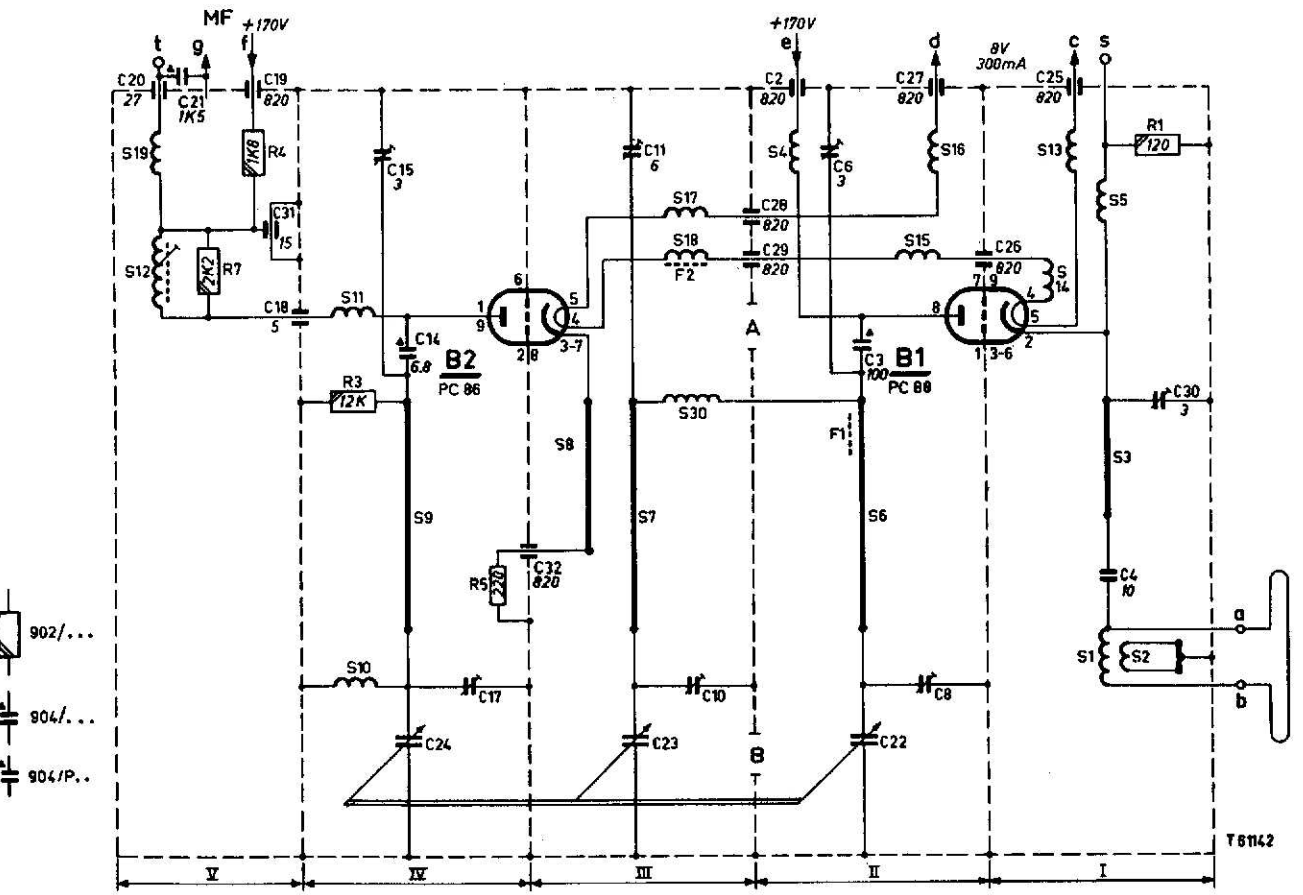 MF
+170V
+170V
t
g
f
e
d
8V
300mA
c
s
C20
27
C21
1K5
C19
820
C2
820
C27
820
C25
820
S19
1K8
R4
C15
3
C11
6
S4
C6
3
S16
S13
R1
120
S5
C31
15
S17
C28
820
S12
2K2
R7
S18
F2
C29
820
S15
C26
820
S
14
C18
5
S11
1
9
6
5
4
3-7
2
8
A
8
7
9
4
5
2
1
3-6
C14
6.8
B2
PC 86
C3
100
B1
PC 88
R3
12K
S30
F1
C30
3
S8
S3
S9
S7
S6
R5
220
C32
820
C4
10
902/...
a
S1
S2
b
S10
C17
C10
C8
904/...
C24
C23
B
C22
904/P..
T61142
V
IV
III
II
I